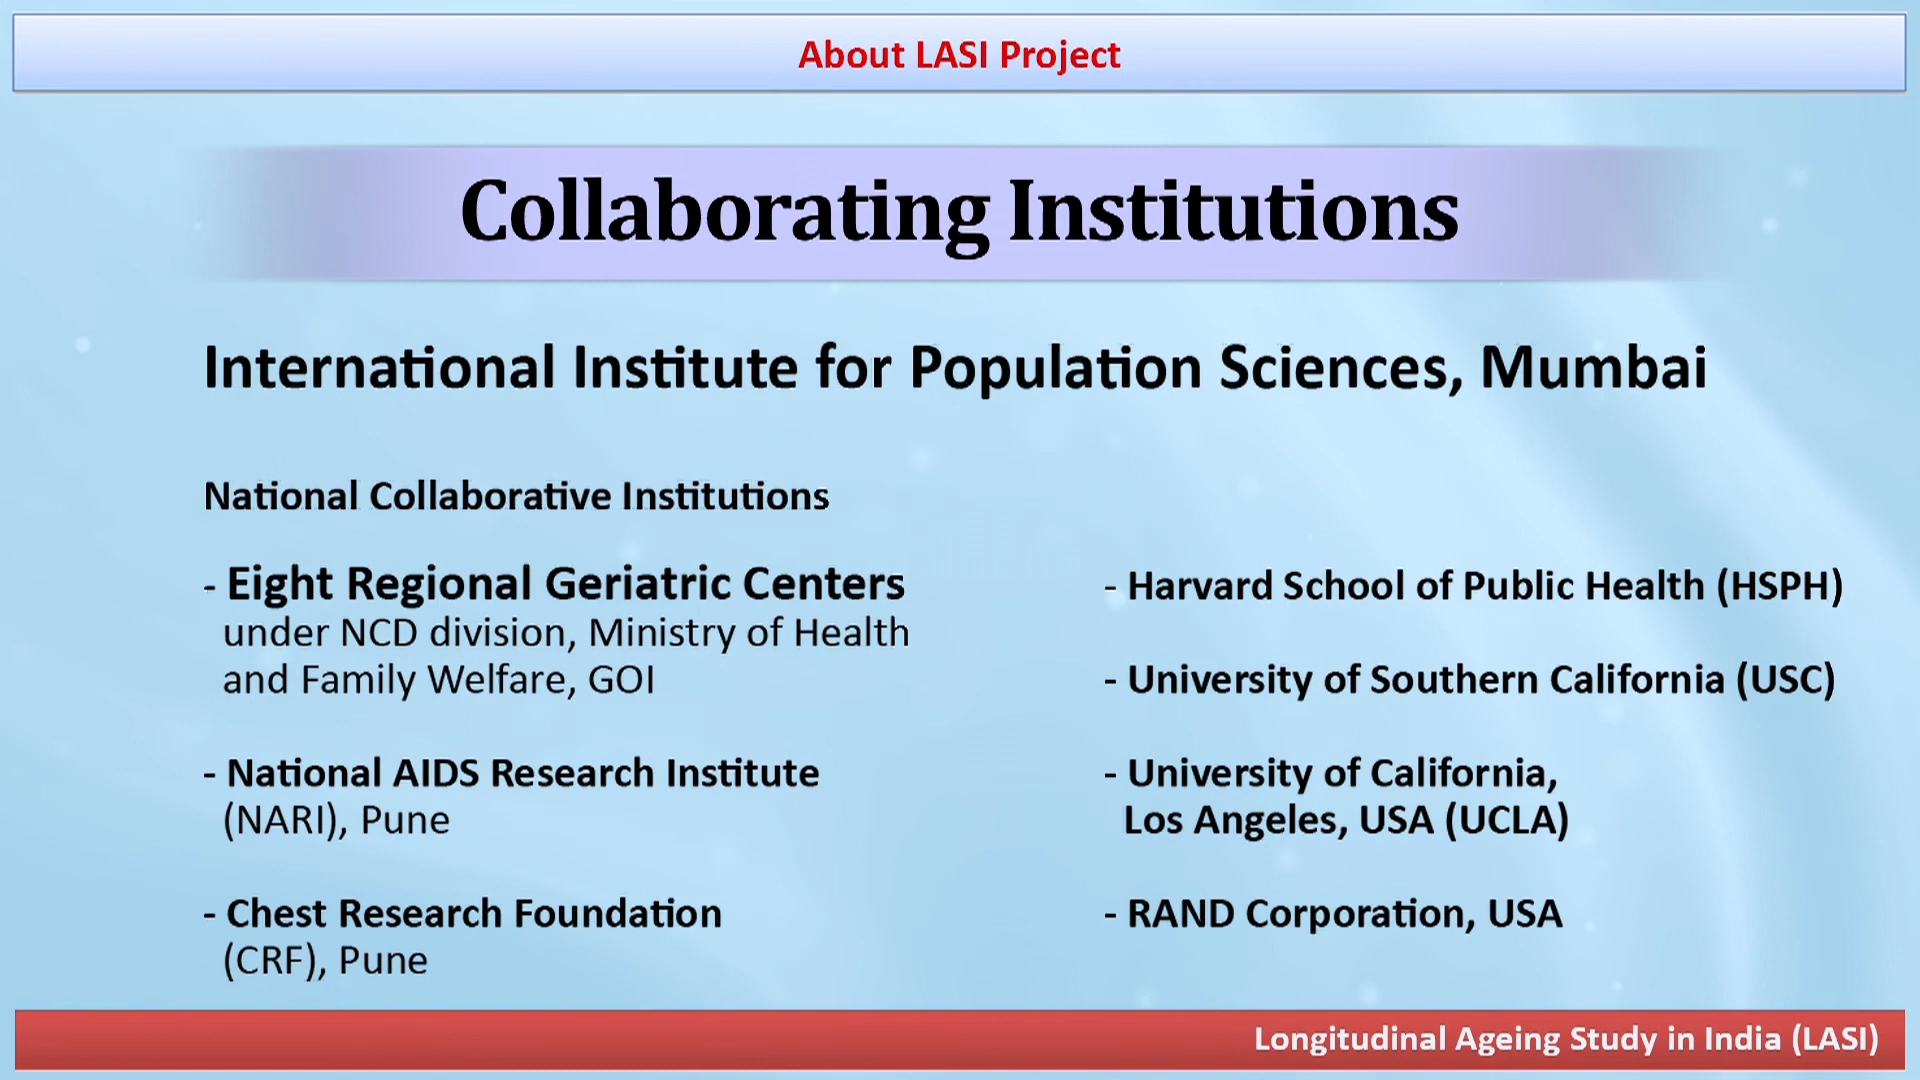 About LASI Project
Collaborating Institutions
International Institute for Population Sciences, Mumbai
National Collaborative Institutions
- Eight Regional Geriatric Centers
under NCD division, Ministry of Health
and Family Welfare, GOI
- National AIDS Research Institute
(NARI), Pune
- Chest Research Foundation
(CRF), Pune
- Harvard School of Public Health (HSPH)
- University of Southern California (USC)
- University of California,
Los Angeles, USA (UCLA)
- RAND Corporation, USA
Longitudinal Ageing Study in India (LASI)